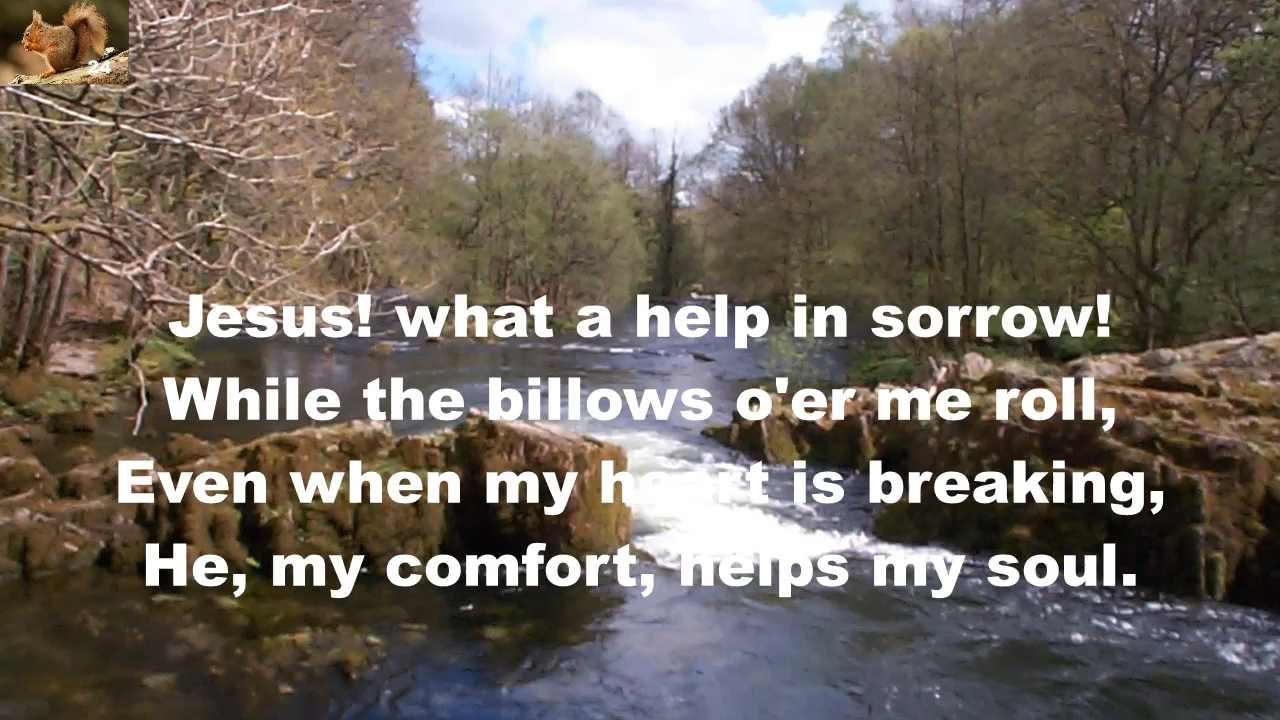 24
Jesus! what a help in sorrow!
While the billows o'er me roll,
Even when my heart is breaking,
He, my comfort, helps my soul.